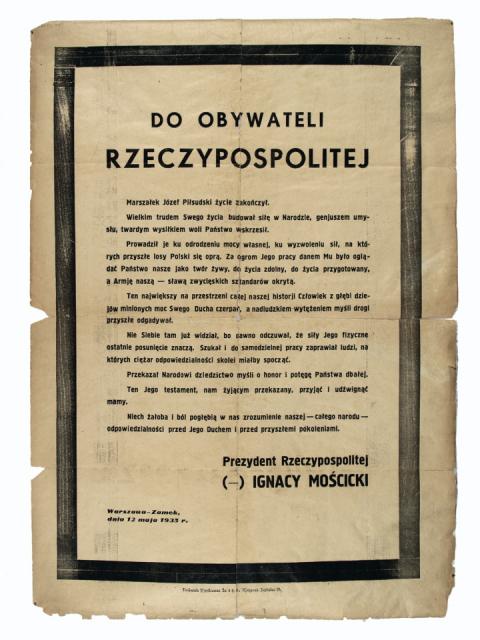 DO OBYWATELI
RZECZYPOSPOLITEJ
Marszałek Józef Piłsudski życie zakończył.
Wielkim trudem Swego życia budował siłę w Narodzie, genjuszem umy-
słu, twardym wysiłkiem woli Państwo wskrzesił.
Prowadził je ku odrodzeniu mocy własnej, ku wyzwoleniu sił, na któ-
rych przyszłe losy Polski się oprą. Za ogrom Jego pracy danem Mu było oglą-
dać Państwo nasze jako twór żywy, do życia zdolny, do życia przygotowany,
a Armję naszą — sławą zwycięskich sztandarów okrytą.
Ten największy na przestrzeni całej naszej historji Człowiek z głębi dzie-
jów minionych moc Swego Ducha czerpał, a nadludzkiem wytężeniem myśli drogi
przyszłe odgadywał.
Nie Siebie tam już widział, bo dawno odczuwał, że siły Jego fizyczne
ostatnie posunięcie znaczą. Szukał i do samodzielnej pracy zaprawiał ludzi, na
których ciężar odpowiedzialności skolei miałby spocząć.
Przekazał Narodowi dziedzictwo myśli o honor i potęgę Państwa dbałej.
Ten Jego testament, nam żyjącym przekazany, przyjąć i udźwignąć
mamy.
Niech żałoba i ból pogłębią w nas zrozumienie naszej — całego narodu —
odpowiedzialności przed Jego Duchem i przed przyszłemi pokoleniami.
Prezydent Rzeczypospolitej
(—) IGNACY MOŚCICKI
Warszawa-Zamek,
dnia 12 maja 1935 r.